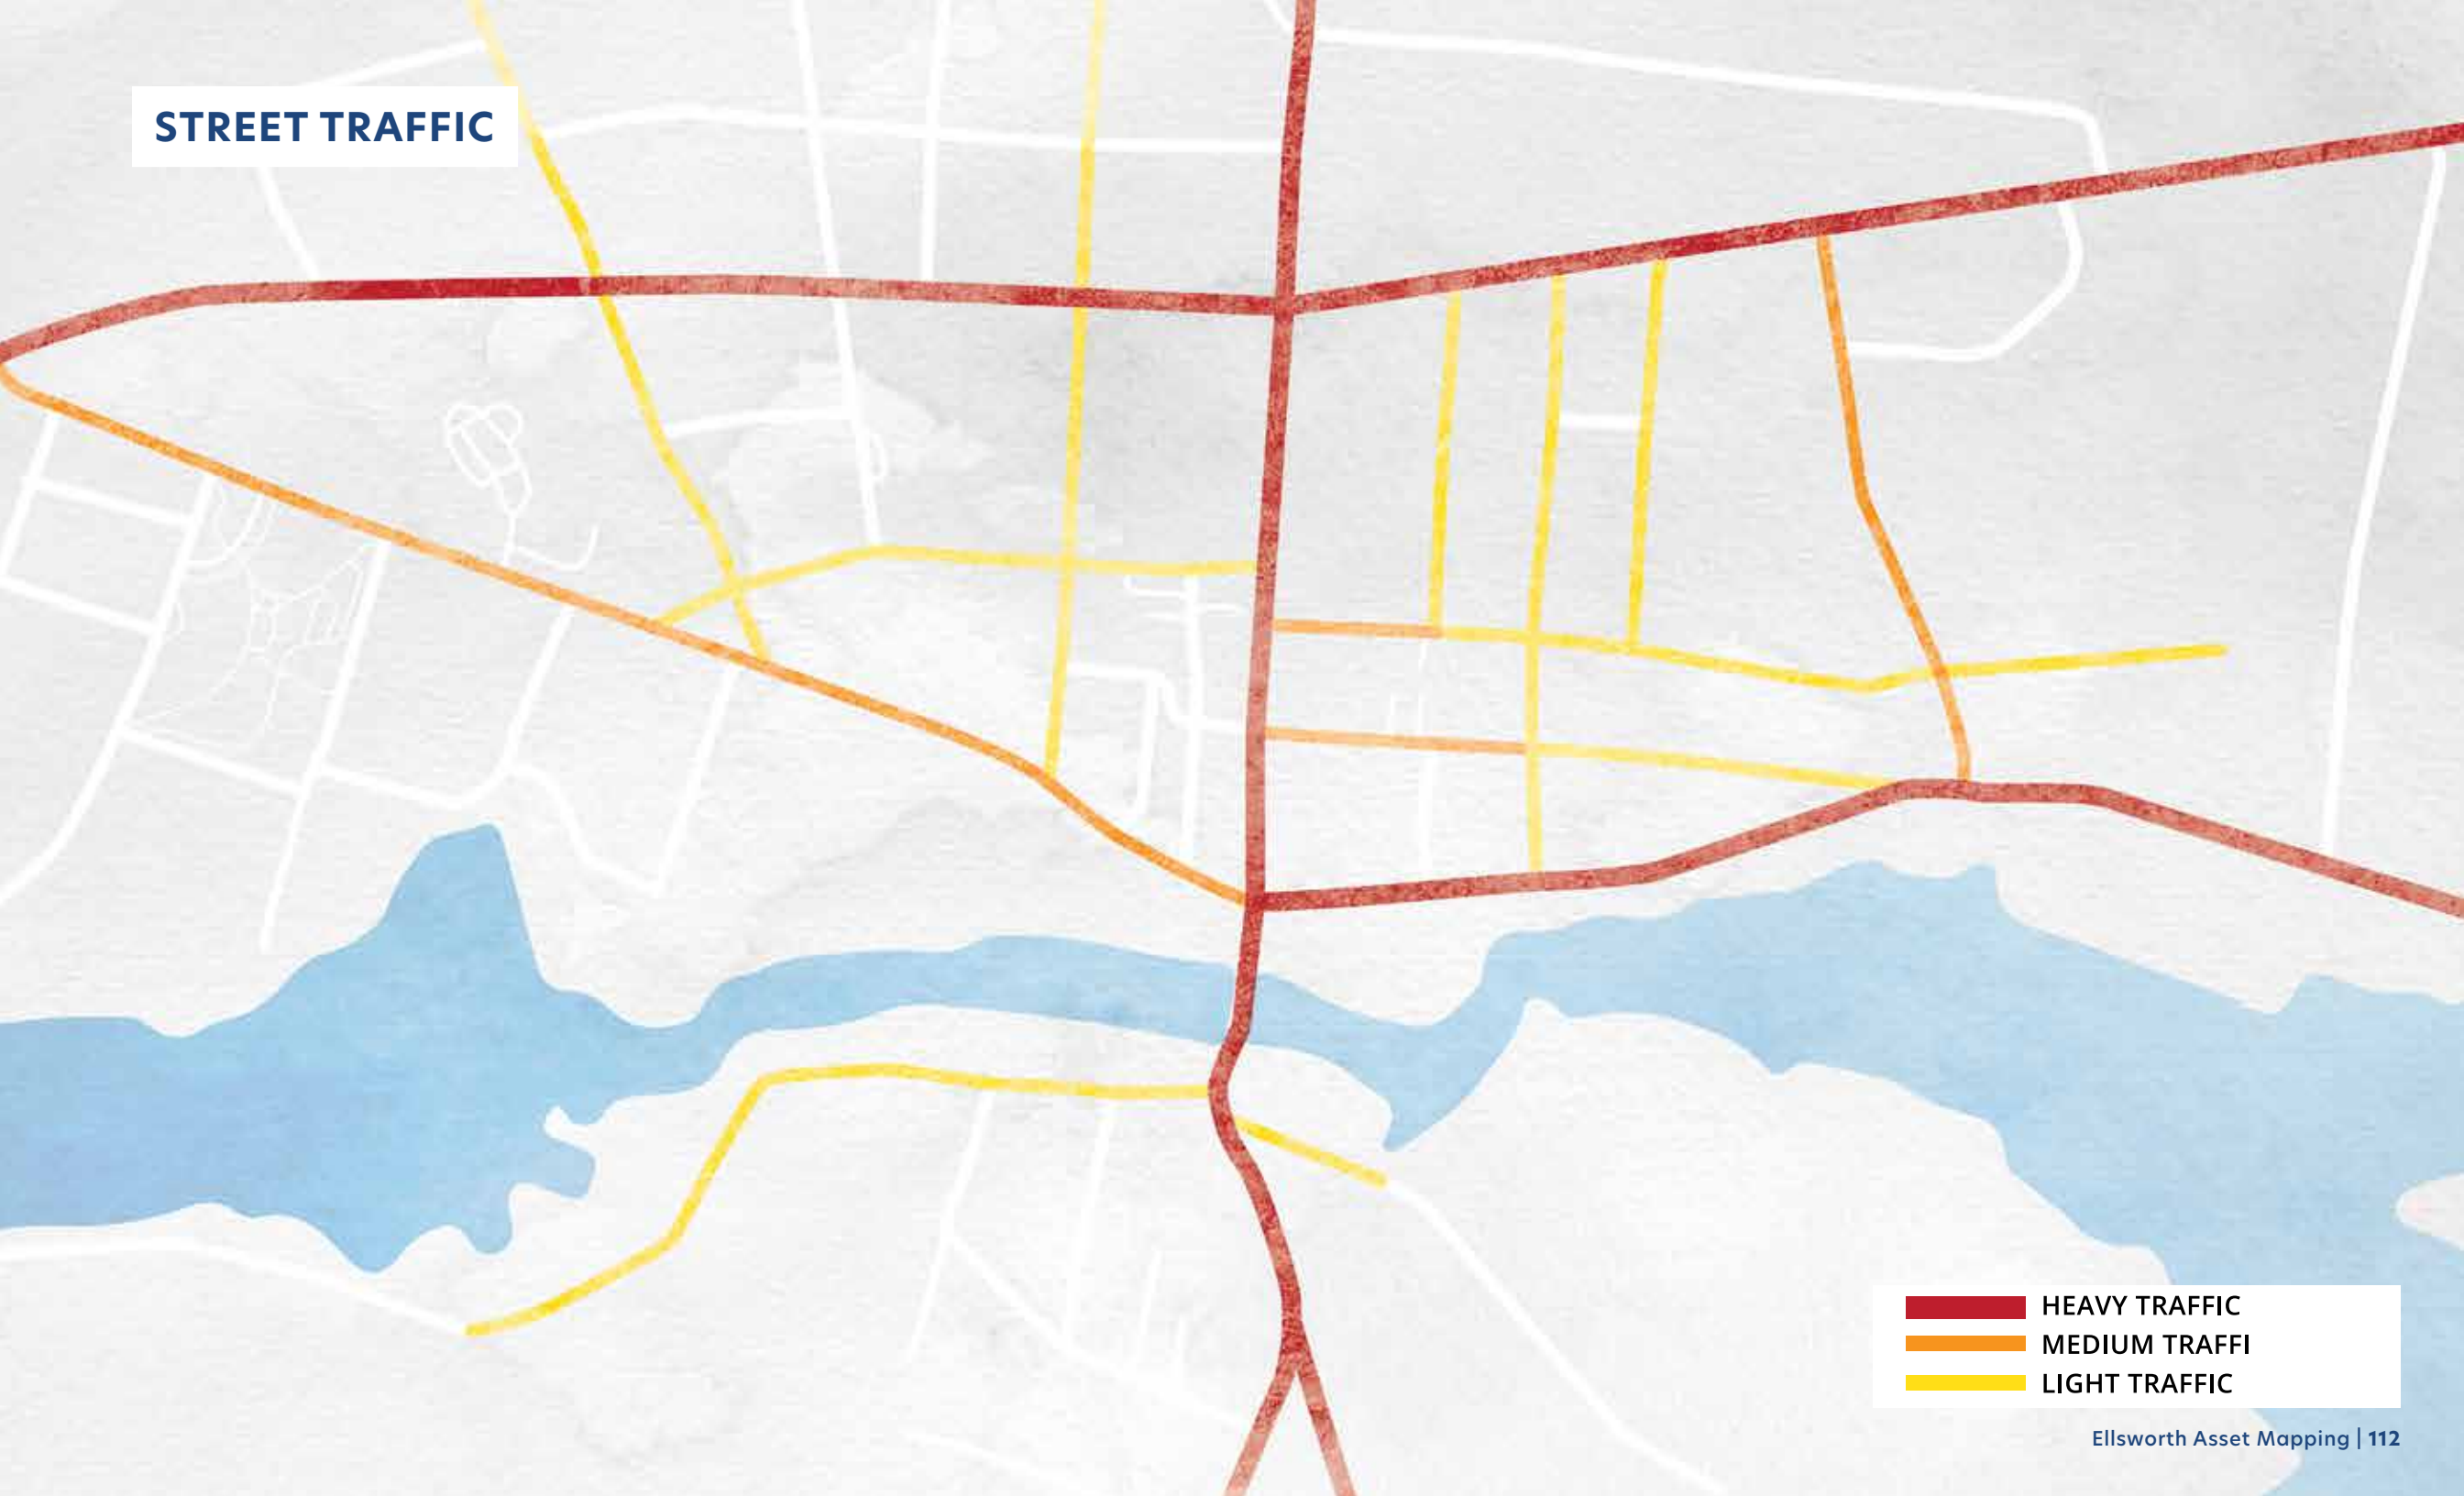 STREET TRAFFIC
HEAVY TRAFFIC
MEDIUM TRAFFI
LIGHT TRAFFIC
Ellsworth Asset Mapping | 112